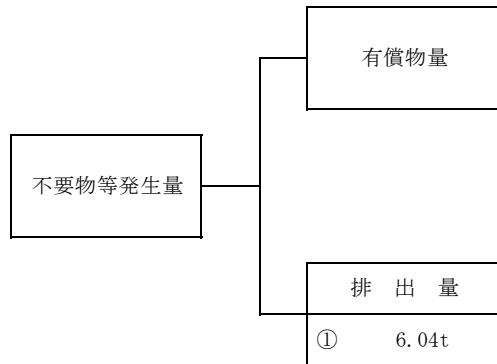 有償物量
不要物等発生量
排 出 量
① 6.04t